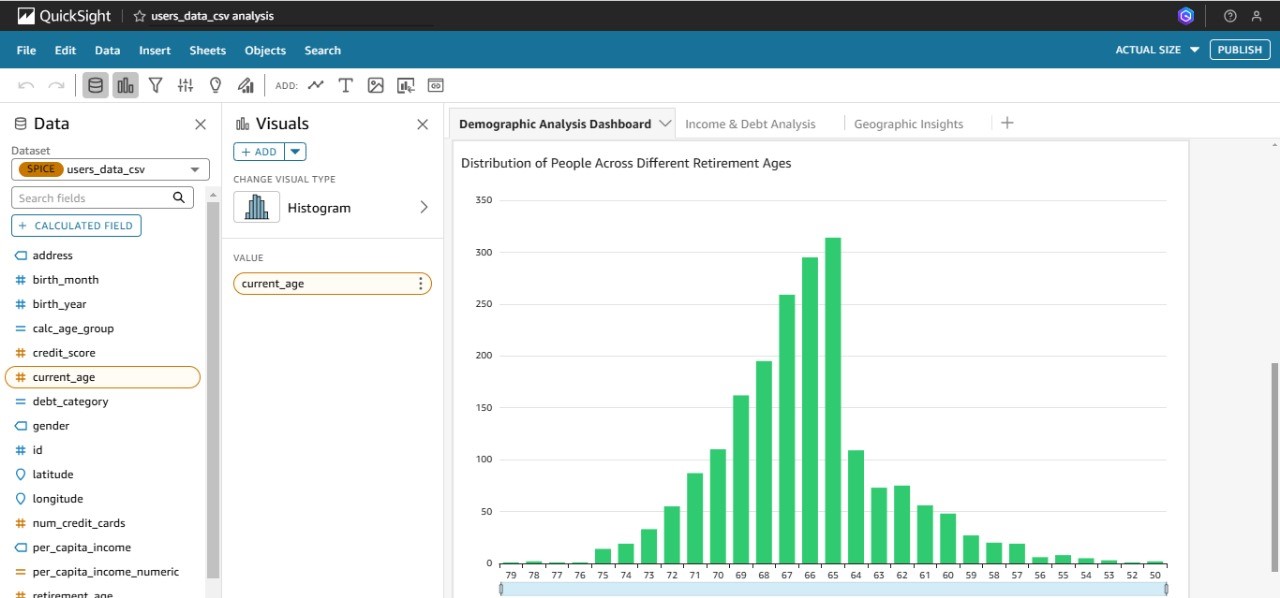 QuickSight users_data_csv analysis
File Edit Data Insert Sheets Objects Search ACTUAL SIZE PUBLISH
ADD:
Data
Dataset
SPICE users_data_csv
Search fields
+ CALCULATED FIELD
address
birth_month
birth_year
calc_age_group
credit_score
current_age
debt_category
gender
id
latitude
longitude
num_credit_cards
per_capita_income
per_capita_income_numeric
retirement_age
Visuals
+ ADD
CHANGE VISUAL TYPE
Histogram
VALUE
current_age
Demographic Analysis Dashboard Income & Debt Analysis Geographic Insights
Distribution of People Across Different Retirement Ages
350
300
250
200
150
100
50
0
79 78 77 76 75 74 73 72 71 70 69 68 67 66 65 64 63 62 61 60 59 58 57 56 55 54 53 52 50